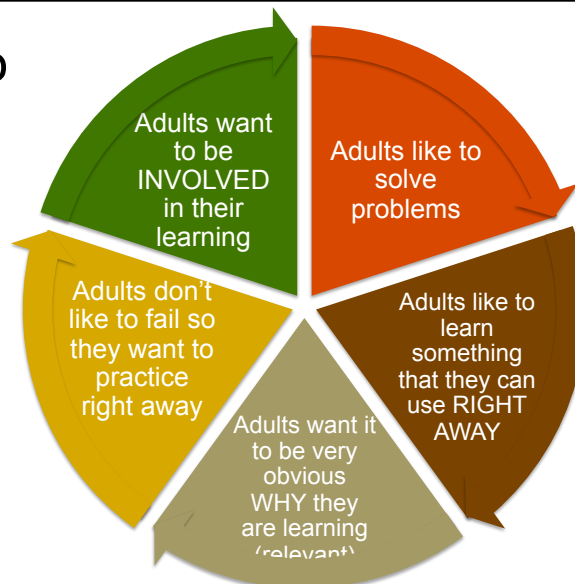 Adults want
to be
INVOLVED
in their
learning
Adults like to
solve
problems
Adults like to
learn
something
that they can
use RIGHT
AWAY
Adults want it
to be very
obvious
WHY they
are learning
(relevant)
Adults don't
like to fail so
they want to
practice
right away